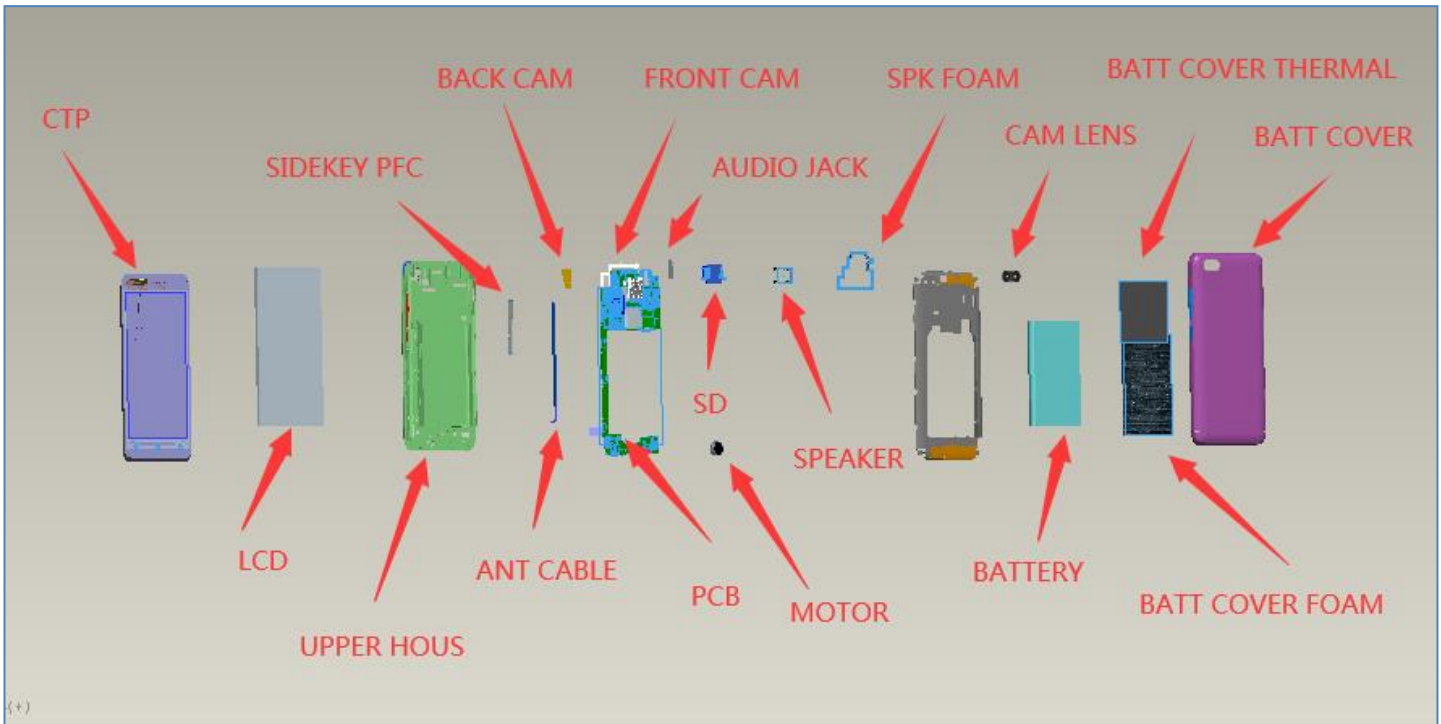 BATT COVER THERMAL
BACK CAM
FRONT CAM
SPK FOAM
CTP
CAM LENS
BATT COVER
SIDEKEY PFC
AUDIO JACK
SD
SPEAKER
LCD
ANT CABLE
BATTERY
PCB
MOTOR
BATT COVER FOAM
UPPER HOUS
(+)